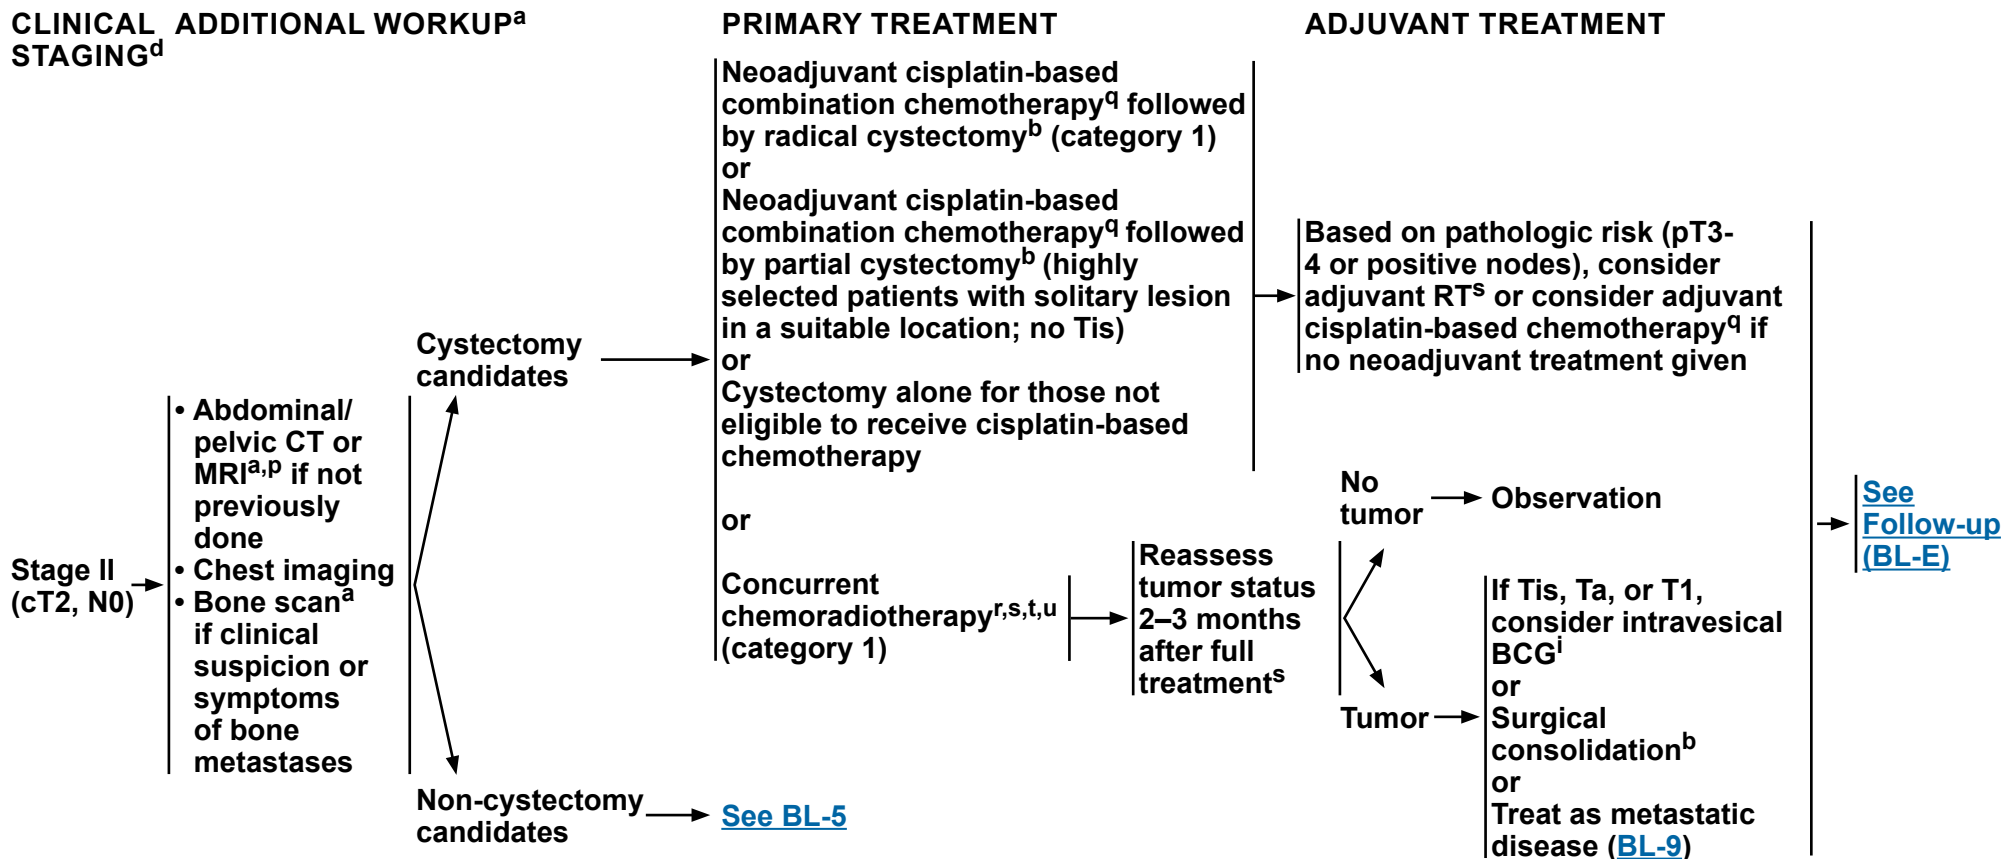 CLINICAL STAGINGd
ADDITIONAL WORKUPa
PRIMARY TREATMENT
ADJUVANT TREATMENT
Stage II
(cT2, N0)
• Abdominal/
pelvic CT or
MRIa,p if not
previously
done
• Chest imaging
• Bone scana
if clinical
suspicion or
symptoms
of bone
metastases
Cystectomy
candidates
Neoadjuvant cisplatin-based
combination chemotherapyq followed
by radical cystectomyb (category 1)
or
Neoadjuvant cisplatin-based
combination chemotherapyq followed
by partial cystectomyb (highly
selected patients with solitary lesion
in a suitable location; no Tis)
or
Cystectomy alone for those not
eligible to receive cisplatin-based
chemotherapy
Based on pathologic risk (pT3-
4 or positive nodes), consider
adjuvant RTs or consider adjuvant
cisplatin-based chemotherapyq if
no neoadjuvant treatment given
or
Concurrent
chemoradiotherapyr,s,t,u
(category 1)
Reassess
tumor status
2–3 months
after full
treatments
No
tumor
Observation
Tumor
If Tis, Ta, or T1,
consider intravesical
BCGi
or
Surgical
consolidationb
or
Treat as metastatic
disease (BL-9)
See
Follow-up
(BL-E)
Non-cystectomy
candidates
See BL-5